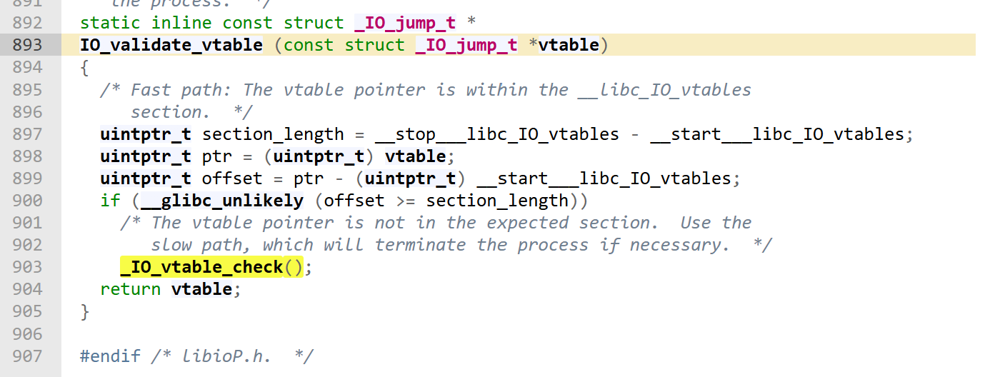 891 the process. */
892 static inline const struct _IO_jump_t *
893 IO_validate_vtable (const struct _IO_jump_t *vtable)
894 {
895 /* Fast path: The vtable pointer is within the __libc_IO_vtables
896 section. */
897 uintptr_t section_length = __stop___libc_IO_vtables - __start___libc_IO_vtables;
898 uintptr_t ptr = (uintptr_t) vtable;
899 uintptr_t offset = ptr - (uintptr_t) __start___libc_IO_vtables;
900 if (__glibc_unlikely (offset >= section_length))
901 /* The vtable pointer is not in the expected section. Use the
902 slow path, which will terminate the process if necessary. */
903 _IO_vtable_check();
904 return vtable;
905 }
906
907 #endif /* libioP.h. */